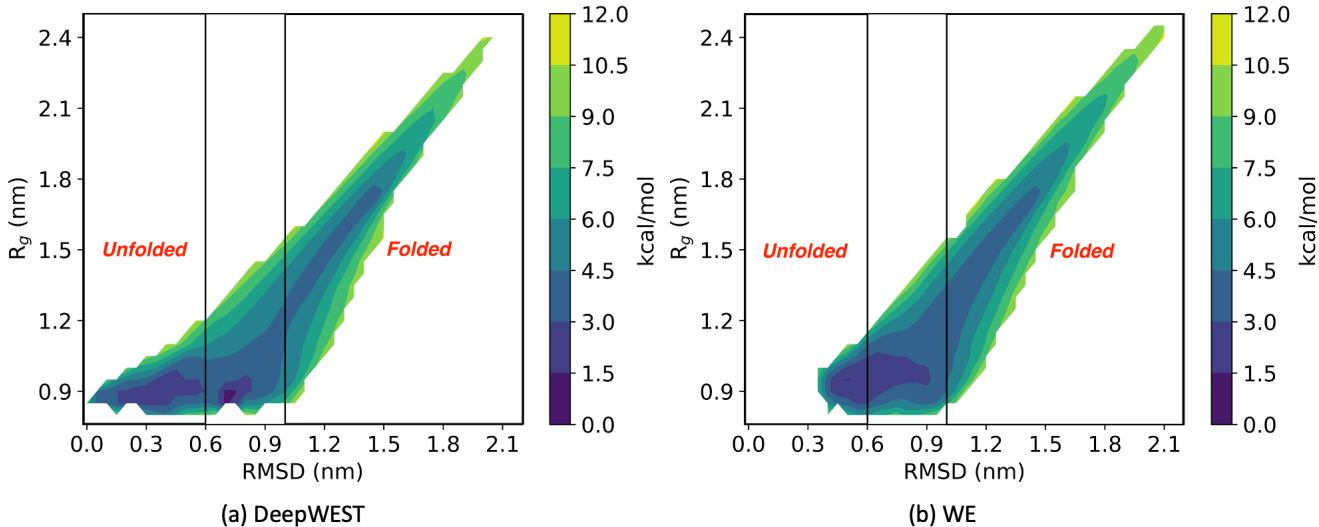 2.4
2.1
1.8
1.5
1.2
0.9
R_g (nm)
Unfolded
Folded
0.0 0.3 0.6 0.9 1.2 1.5 1.8 2.1
RMSD (nm)
12.0
10.5
9.0
7.5
6.0
4.5
3.0
1.5
0.0
kcal/mol
(a) DeepWEST
2.4
2.1
1.8
1.5
1.2
0.9
R_g (nm)
Unfolded
Folded
0.0 0.3 0.6 0.9 1.2 1.5 1.8 2.1
RMSD (nm)
12.0
10.5
9.0
7.5
6.0
4.5
3.0
1.5
0.0
kcal/mol
(b) WE